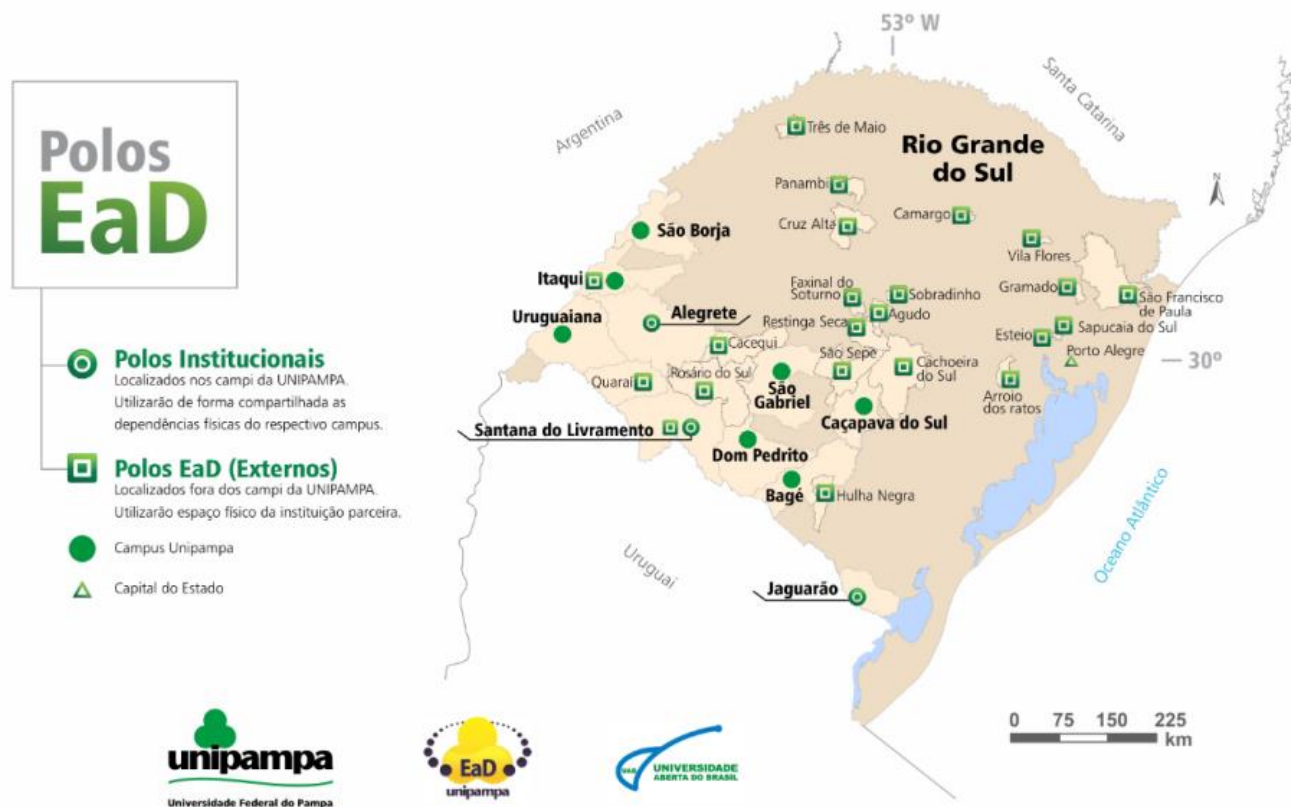 53º W
Polos
EaD
Argentina
Santa Catarina
Rio Grande
do Sul
N
Três de Maio
Panambi
Cruz Alta
Camargo
Vila Flores
São Borja
Itaqui
Uruguaiana
Alegrete
Faxinal do
Soturno
Sobradinho
Gramado
São Francisco
de Paula
Restinga Seca
Agudo
Esteio
Sapucaia do Sul
Porto Alegre
30º
Cacequi
São Sepé
Cachoeira
do Sul
Quaraí
Rosário do Sul
São
Gabriel
Arroio
dos ratos
Caçapava do Sul
Santana do Livramento
Dom Pedrito
Bagé
Hulha Negra
Uruguai
Jaguarão
Oceano Atlântico
Polos Institucionais
Localizados nos campi da UNIPAMPA.
Utilizarão de forma compartilhada as
dependências físicas do respectivo campus.
Polos EaD (Externos)
Localizados fora dos campi da UNIPAMPA.
Utilizarão espaço físico da instituição parceira.
Campus Unipampa
Capital do Estado
0 75 150 225
km
unipampa
Universidade Federal do Pampa
EaD
unipampa
UAB
UNIVERSIDADE
ABERTA DO BRASIL